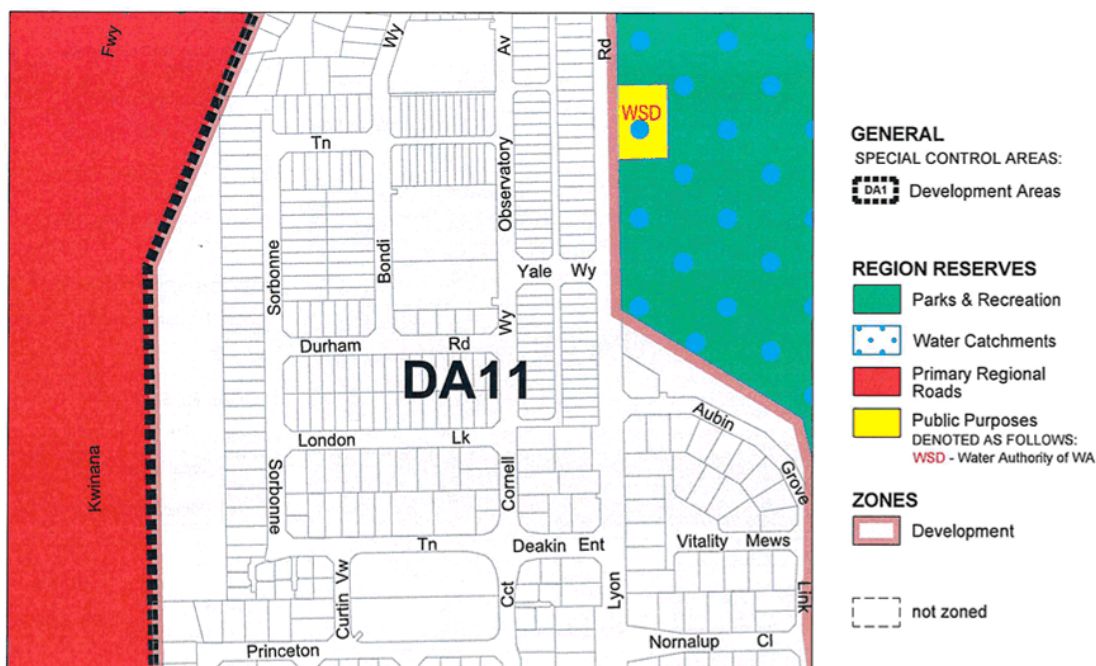 Fwy
Wy
Av
Rd
WSD
Tn
Observatory
Sorbonne
Bondi
Yale Wy
Wy
Durham Rd
DA11
Aubin
London Lk
Grove
Sorbonne
Cornell
Kwinana
Tn
Deakin Ent
Vitality Mews
Curtin Vw
Cct
Lyon
Link
Princeton
Nornalup Cl
GENERAL
SPECIAL CONTROL AREAS:
DA1 Development Areas
REGION RESERVES
Parks & Recreation
Water Catchments
Primary Regional
Roads
Public Purposes
DENOTED AS FOLLOWS:
WSD - Water Authority of WA
ZONES
Development
not zoned